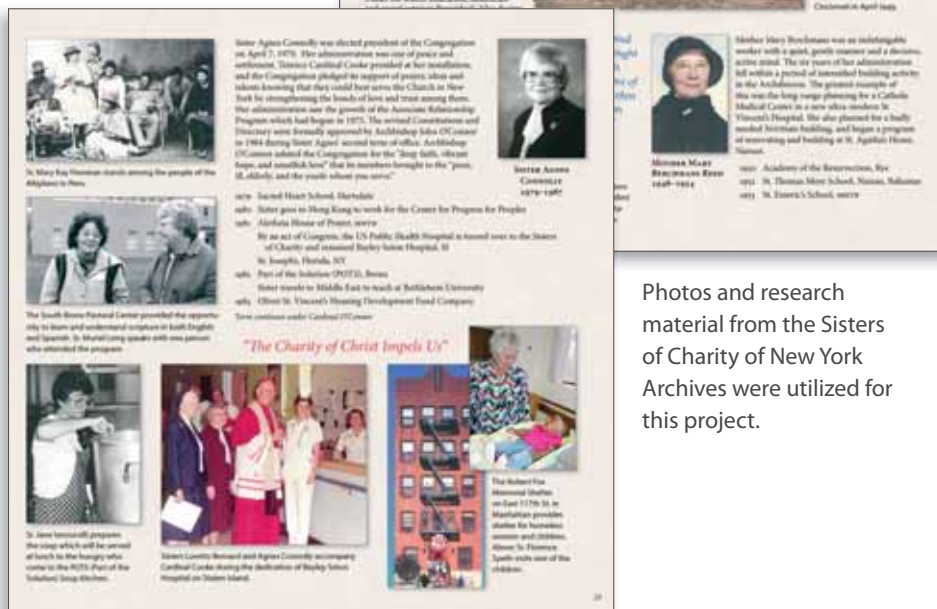 Cincinnati in April 1949.
Sr. Mary Kay Finneran stands among the people of the
Altiplano in Peru.
Sister Agnes Connolly was elected president of the Congregation
on April 7, 1979. Her administration was one of peace and
settlement. Terence Cardinal Cooke presided at her installation,
and the Congregation pledged its support of prayer, ideas and
talents knowing that they could best serve the Church in New
York by strengthening the bonds of love and trust among them.
Her administration saw the growth of the Associate Relationship
Program which had begun in 1975. The revised Constitutions and
Directory were formally approved by Archbishop John O'Connor
in 1984 during Sister Agnes' second term of office. Archbishop
O'Connor saluted the Congregation for the "deep faith, vibrant
hope, and unselfish love" that its members brought to the "poor,
ill, elderly, and the youth whom you serve."
SISTER AGNES
CONNOLLY
1979–1987
1979 Sacred Heart School, Hartsdale
1980 Sister goes to Hong Kong to work for the Center for Progress for Peoples
House of Prayer,
By an act of Congress, the US Public Health Hospital is turned over to the Sisters
of Charity and renamed Bayley Seton Hospital, SI
St. Joseph's, Florida, NY
1982 Part of the Solution (POTS), Bronx
Sister travels to Middle East to teach at Bethlehem University
1983 St. Vincent's Housing Development Fund Company
Term continues under Cardinal O'Connor
The South Bronx Pastoral Center provided the opportu-
nity to learn and understand scripture in both English
and Spanish. Sr. Muriel Long speaks with one person
who attended the program.
"The Charity of Christ Impels Us"
Sr. Jane Iannucelli prepares
the soup which will be served
at lunch to the hungry who
come to the POTS (Part of the
Solution) Soup Kitchen.
Sisters Loretto Bernard and Agnes Connolly accompany
Cardinal Cooke during the dedication of Bayley Seton
Hospital on Staten Island.
The Robert Fox
Memorial Shelter
on East 117th St. in
Manhattan provides
shelter for homeless
women and children.
Above: Sr. Florence
Speth visits one of the
children.
MOTHER MARY
BERCHMANS REED
1948–1954
Mother Mary Berchmans was an indefatigable
worker with a quiet, gentle manner and a decisive,
active mind. The six years of her administration
fell within a period of intensified building activity
in the Archdiocese. The greatest example of
this was the long range planning for a Catholic
Medical Center in a new ultra-modern St.
Vincent's Hospital. She also planned for a badly
needed Novitiate building, and began a program
of renovating and building at St. Agatha Home,
Nanuet.
1950 Academy of the Resurrection, Rye
1952 St. Thomas More School, Nassau, Bahamas
1953 St. Emeric's School,
Photos and research
material from the Sisters
of Charity of New York
Archives were utilized for
this project.